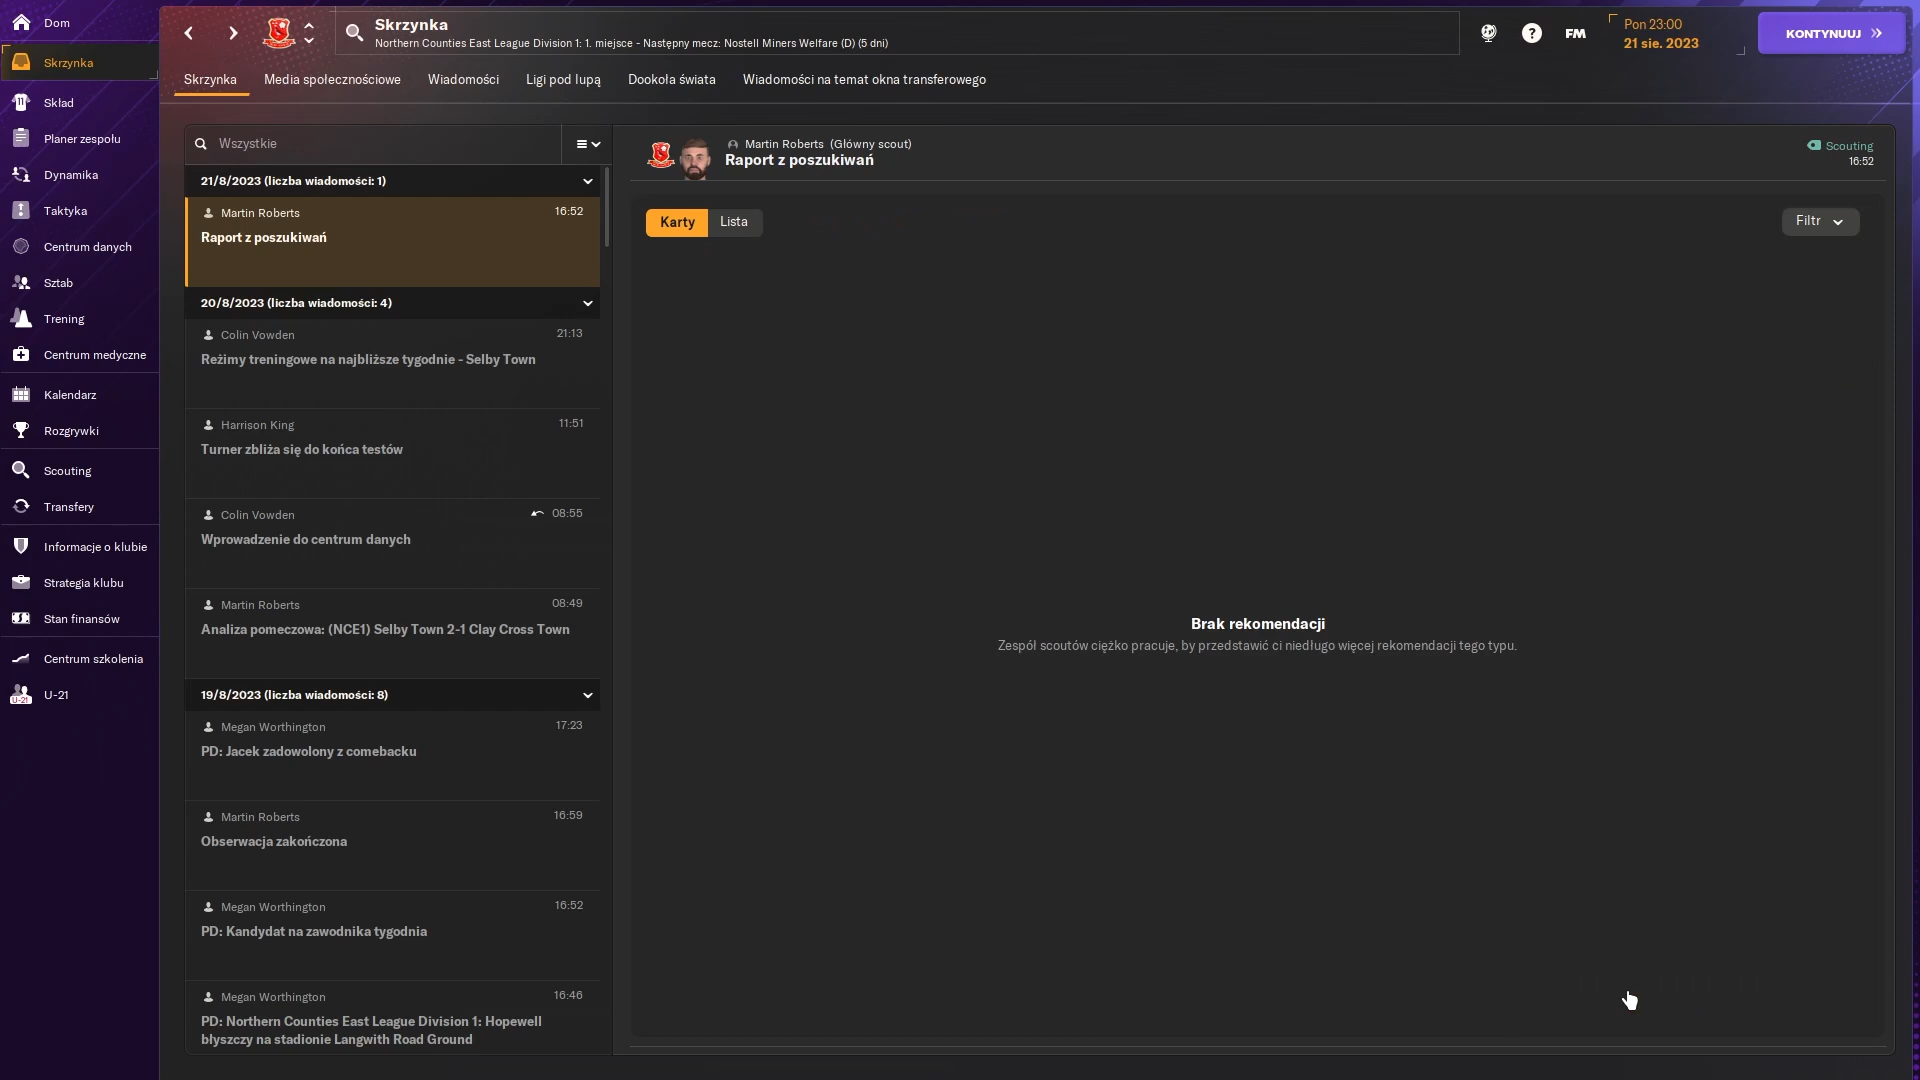 Dom
Skrzynka
Skład
Planer zespołu
Dynamika
Taktyka
Centrum danych
Sztab
Trening
Centrum medyczne
Kalendarz
Rozgrywki
Scouting
Transfery
Informacje o klubie
Strategia klubu
Stan finansów
Centrum szkolenia
U-21
U-21
Skrzynka
Northern Counties East League Division 1: 1. miejsce - Następny mecz: Nostell Miners Welfare (D) (5 dni)
FM
Pon 23:00
21 sie. 2023
KONTYNUUJ
Skrzynka
Media społecznościowe
Wiadomości
Ligi pod lupą
Dookoła świata
Wiadomości na temat okna transferowego
Wszystkie
21/8/2023 (liczba wiadomości: 1)
Martin Roberts
16:52
Raport z poszukiwań
20/8/2023 (liczba wiadomości: 4)
Colin Vowden
21:13
Reżimy treningowe na najbliższe tygodnie - Selby Town
Harrison King
11:51
Turner zbliża się do końca testów
Colin Vowden
08:55
Wprowadzenie do centrum danych
Martin Roberts
08:49
Analiza pomeczowa: (NCE1) Selby Town 2-1 Clay Cross Town
19/8/2023 (liczba wiadomości: 8)
Megan Worthington
17:23
PD: Jacek zadowolony z comebacku
Martin Roberts
16:59
Obserwacja zakończona
Megan Worthington
16:52
PD: Kandydat na zawodnika tygodnia
Megan Worthington
16:46
PD: Northern Counties East League Division 1: Hopewell
błyszczy na stadionie Langwith Road Ground
Martin Roberts (Główny scout)
Raport z poszukiwań
Scouting
16:52
Karty
Lista
Filtr
Brak rekomendacji
Zespół scoutów ciężko pracuje, by przedstawić ci niedługo więcej rekomendacji tego typu.